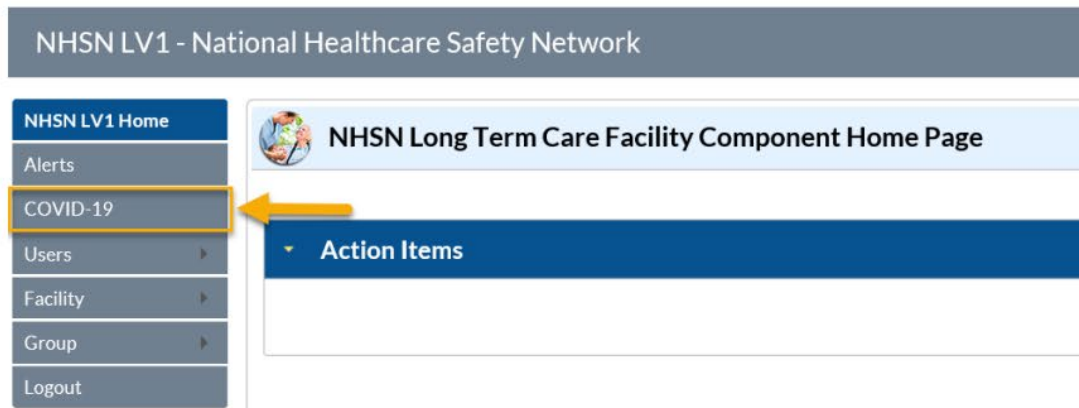 NHSN LV1 - National Healthcare Safety Network
NHSN LV1 Home
Alerts
COVID-19
Users
Facility
Group
Logout
NHSN Long Term Care Facility Component Home Page
Action Items